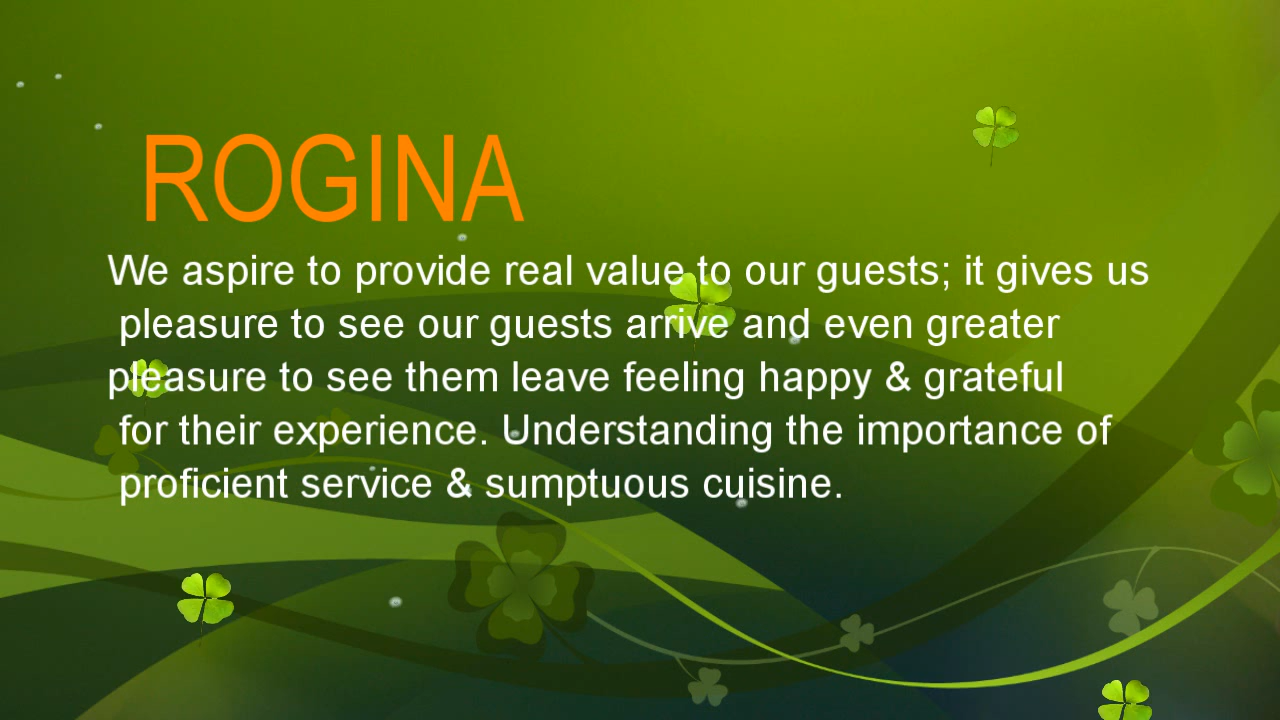 ROGINA
We aspire to provide real value to our guests; it gives us
pleasure to see our guests arrive and even greater
pleasure to see them leave feeling happy & grateful
for their experience. Understanding the importance of
proficient service & sumptuous cuisine.